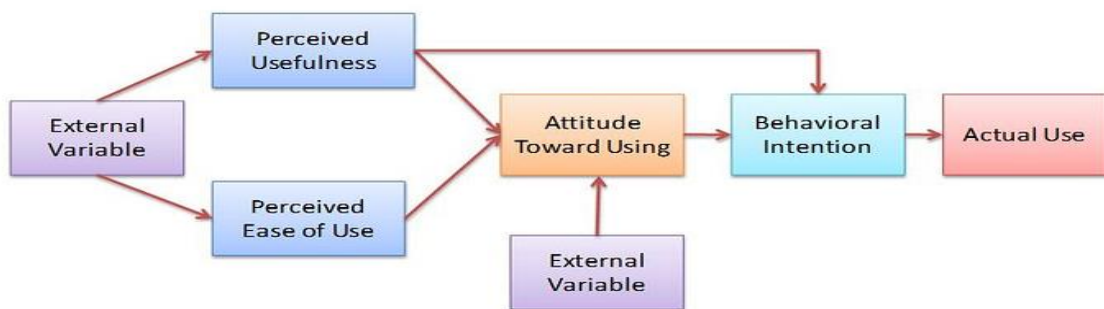 Perceived
Usefulness
External
Variable
Attitude
Toward Using
Behavioral
Intention
Actual Use
Perceived
Ease of Use
External
Variable